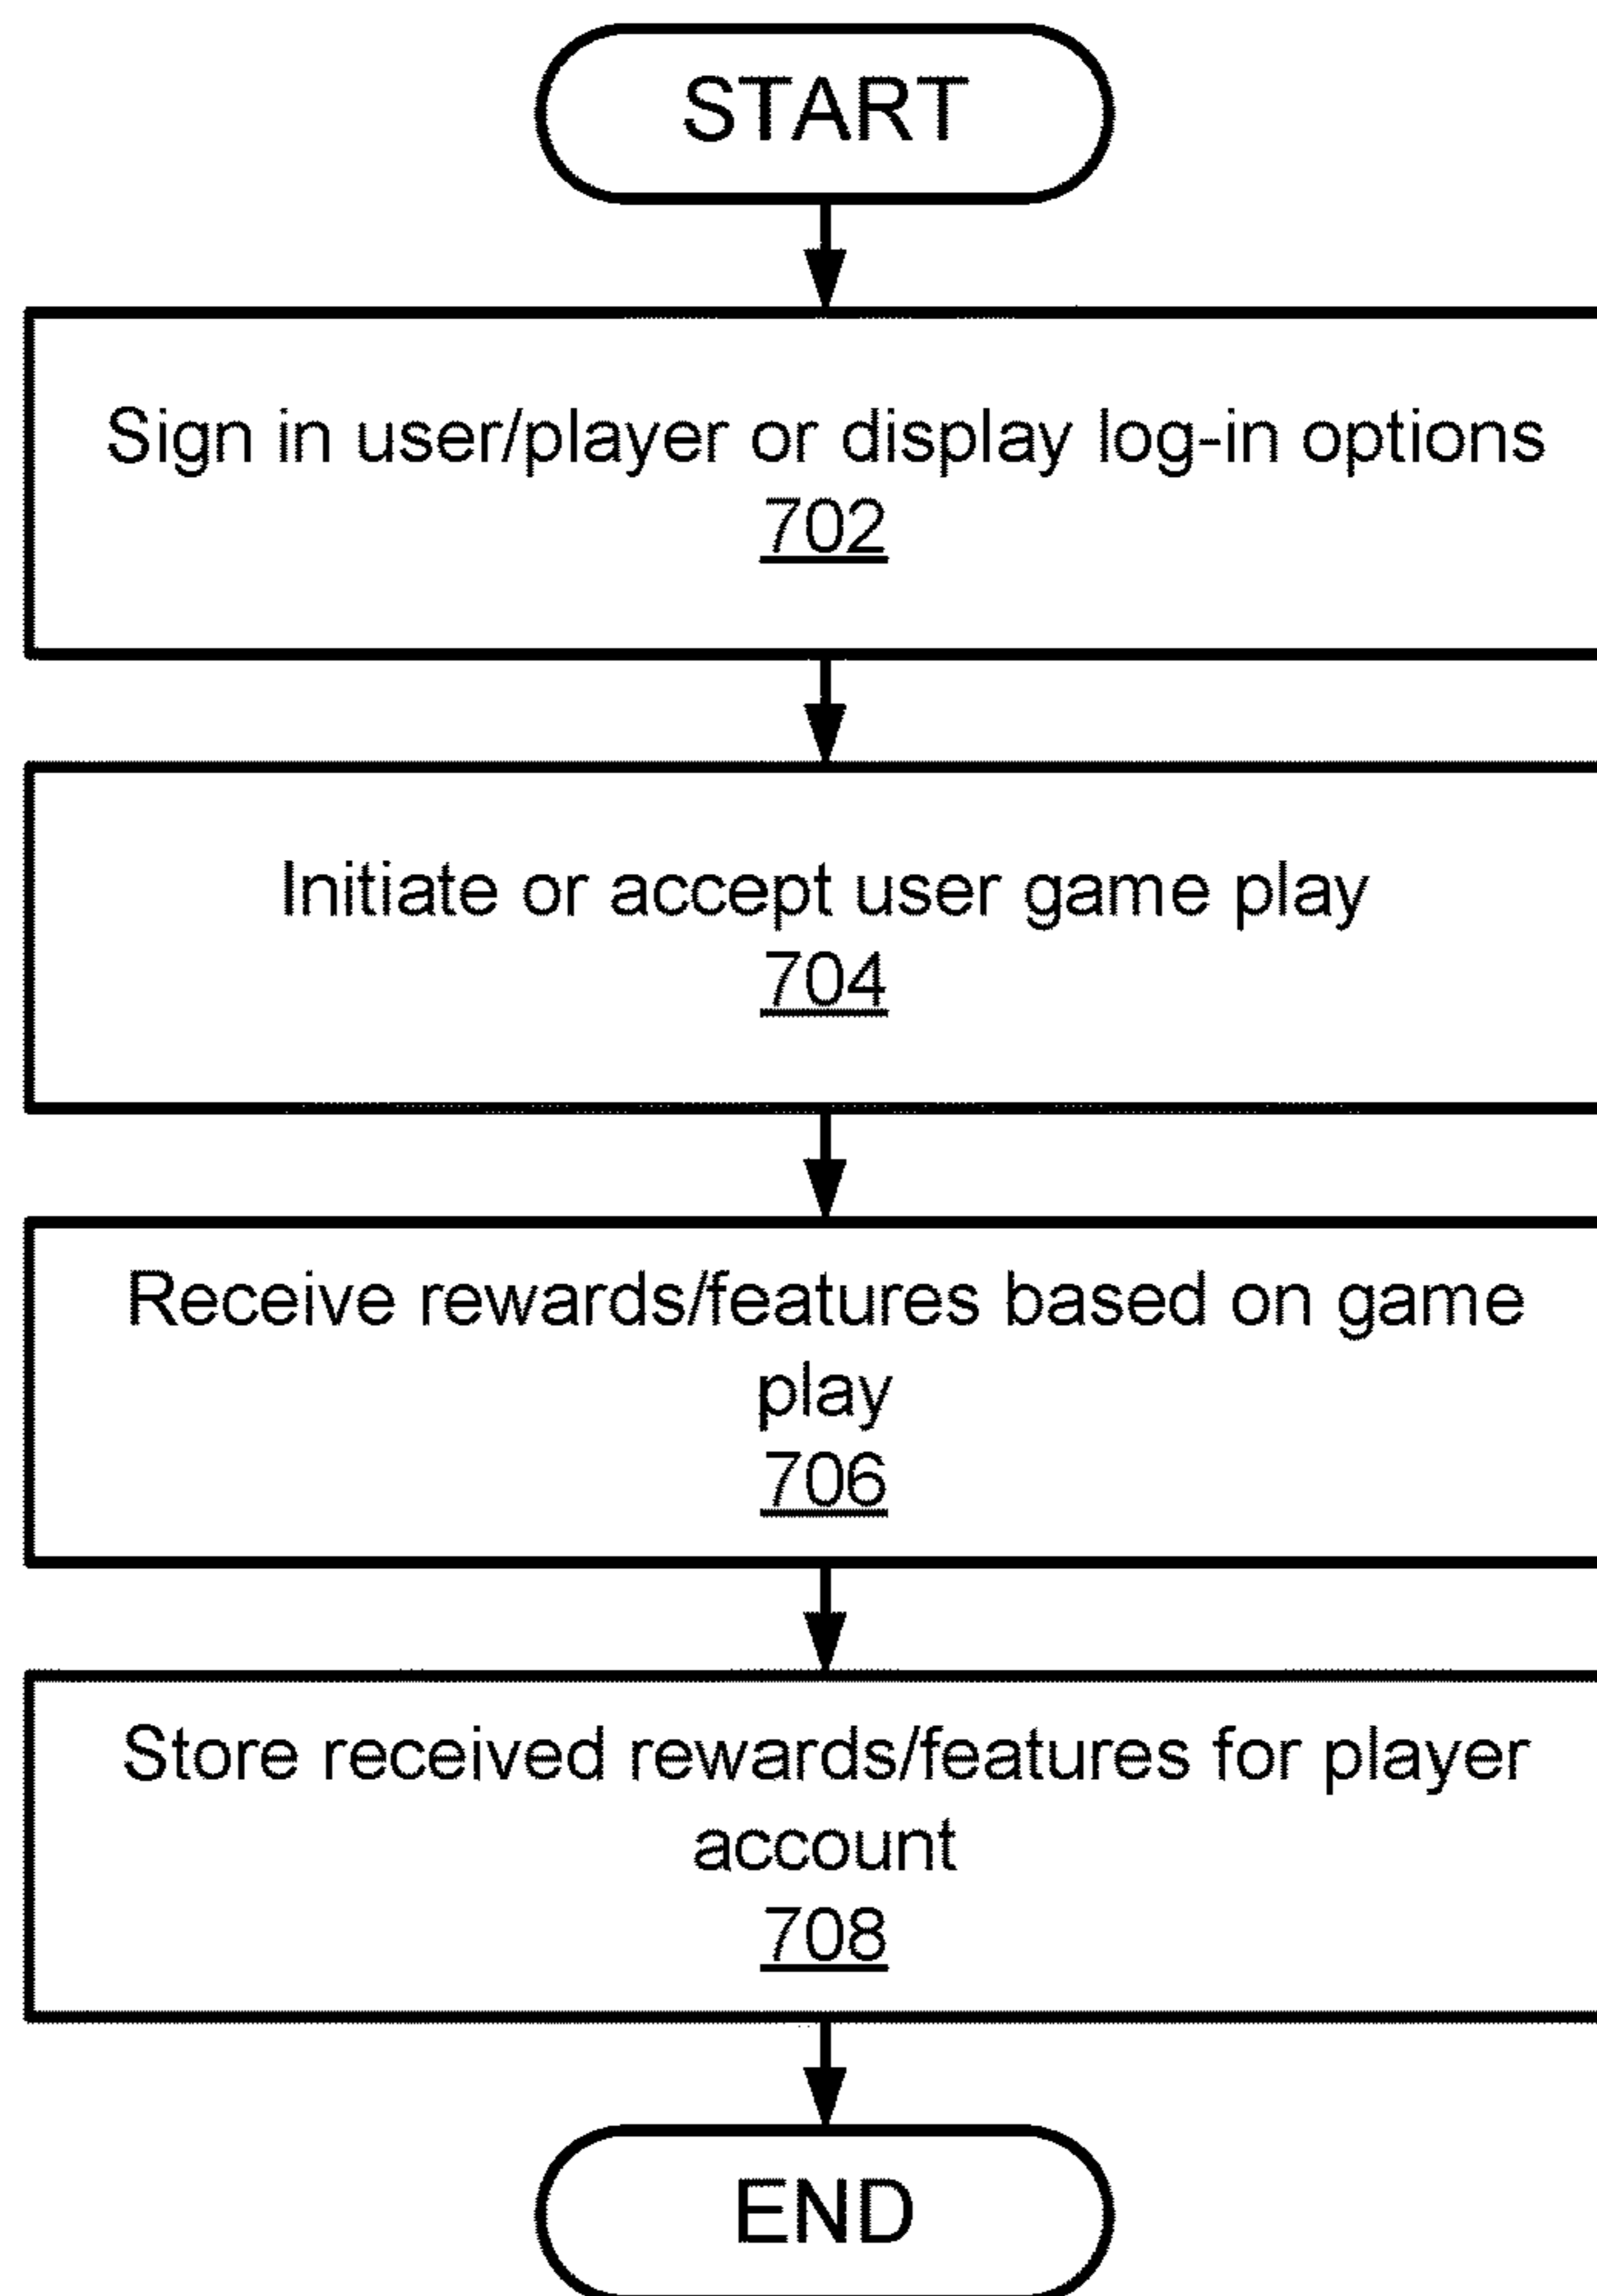 START
Sign in user/player or display log-in options
702
Initiate or accept user game play
704
Receive rewards/features based on game
play
706
Store received rewards/features for player
account
708
END